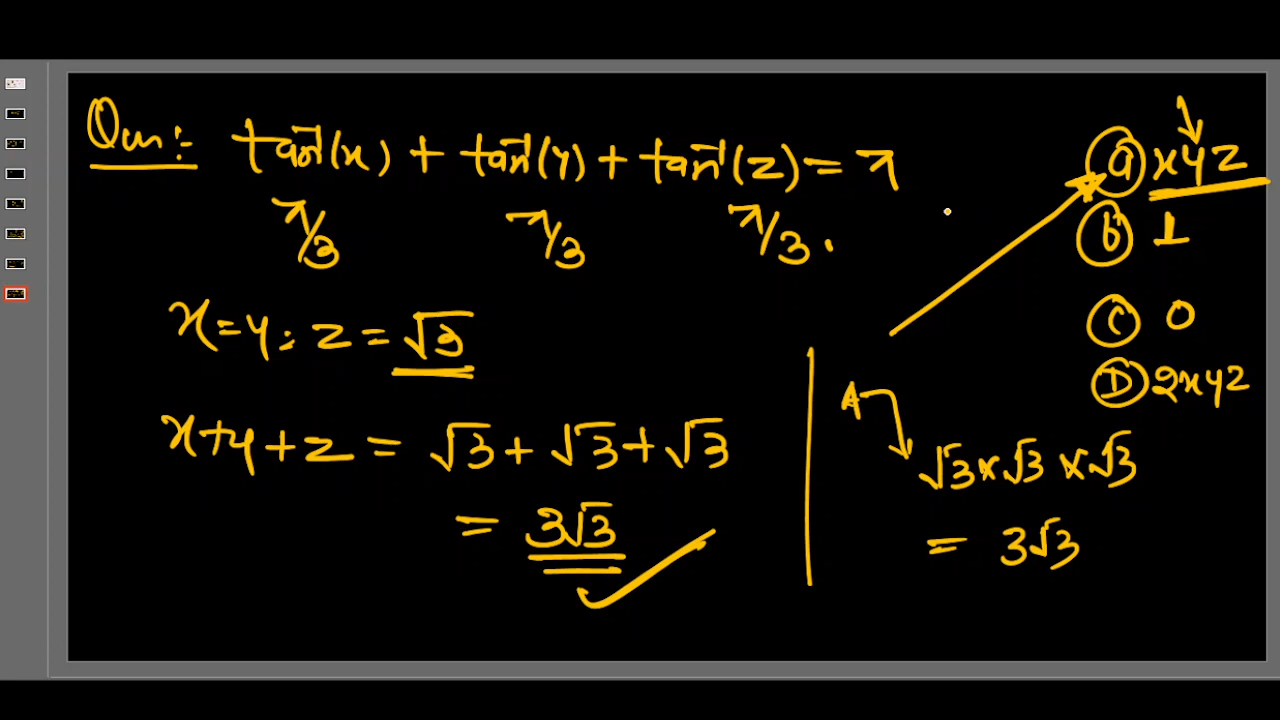 Qus:- tan⁻¹(x) + tan⁻¹(y) + tan⁻¹(z) = π
π/3 π/3 π/3.
x = y = z = √3
x+y+z = √3 + √3 + √3
= 3√3
(a) xyz
(b) 1
(c) 0
(D) 2xyz
A
√3 × √3 × √3
= 3√3